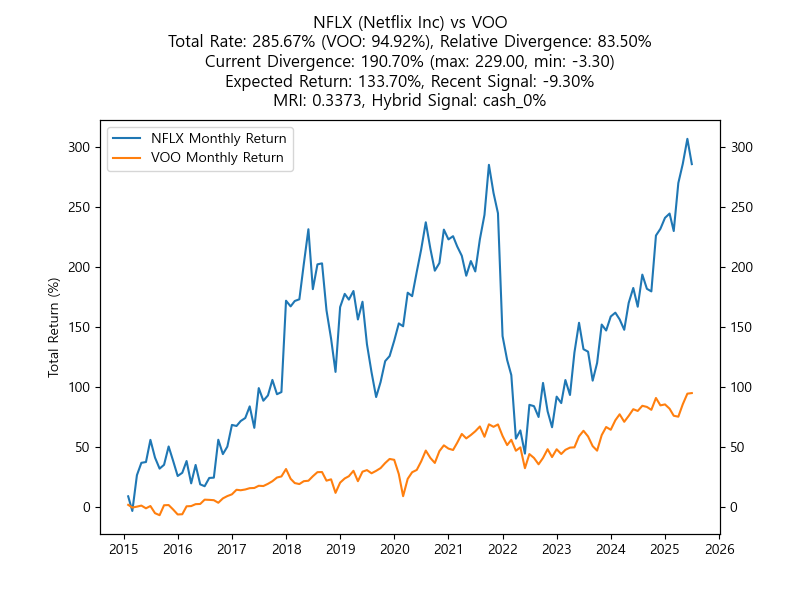 NFLX (Netflix Inc) vs VOO
Total Rate: 285.67% (VOO: 94.92%), Relative Divergence: 83.50%
Current Divergence: 190.70% (max: 229.00, min: -3.30)
Expected Return: 133.70%, Recent Signal: -9.30%
MRI: 0.3373, Hybrid Signal: cash_0%
NFLX Monthly Return
VOO Monthly Return
Total Return (%)
300
250
200
150
100
50
0
300
250
200
150
100
50
0
2015 2016 2017 2018 2019 2020 2021 2022 2023 2024 2025 2026